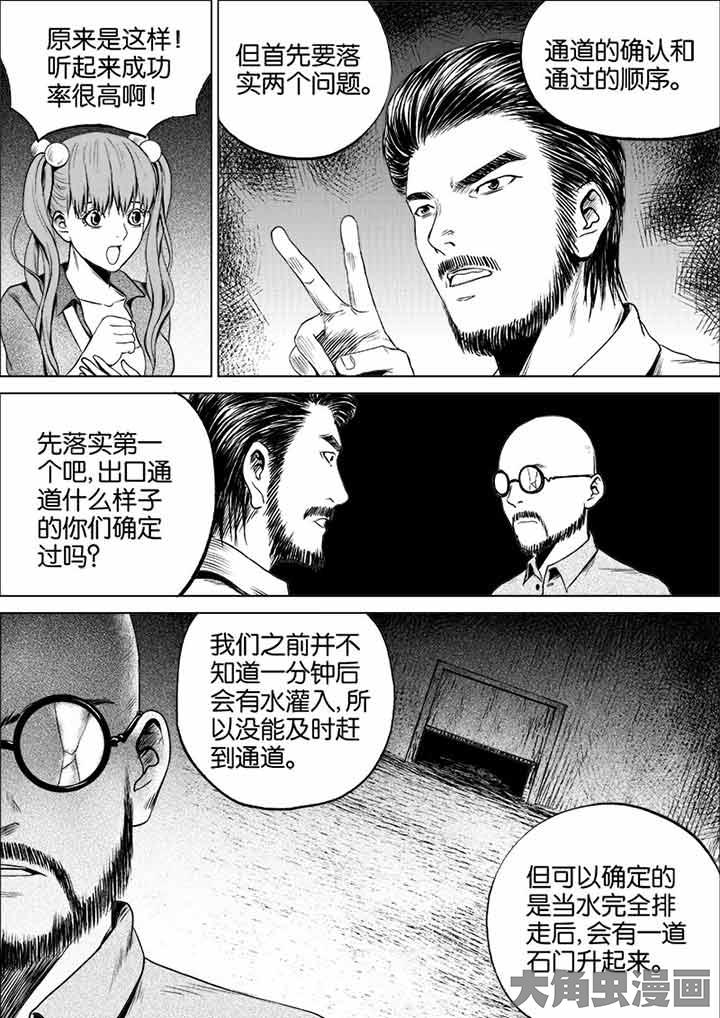 原来是这样！
听起来成功
率很高啊！
但首先要落
实两个问题。
通道的确认和
通过的顺序。
先落实第一
个吧，出口通
道什么样子
的你们确定
过吗？
我们之前并不
知道一分钟后
会有水灌入，所
以没能及时赶
到通道。
但可以确定的
是当水完全排
走后，会有一道
石门升起来。
大角虫漫画